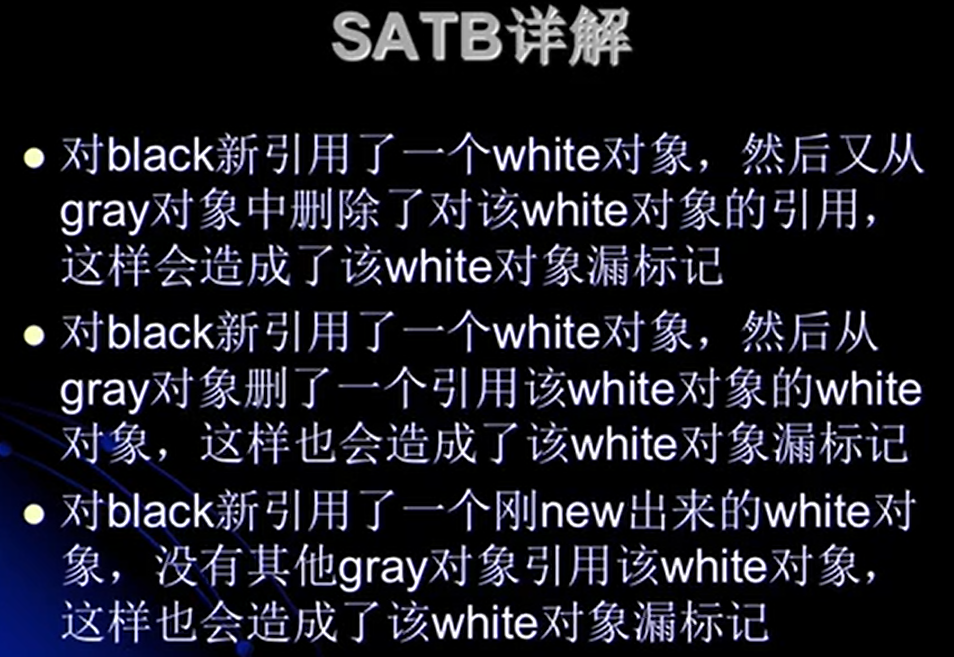 SATB详解
对black新引用了一个white对象，然后又从
gray对象中删除了对该white对象的引用，
这样会造成了该white对象漏标记
对black新引用了一个white对象，然后从
gray对象删了一个引用该white对象的white
对象，这样也会造成了该white对象漏标记
对black新引用了一个刚new出来的white对
象，没有其他gray对象引用该white对象，
这样也会造成了该white对象漏标记